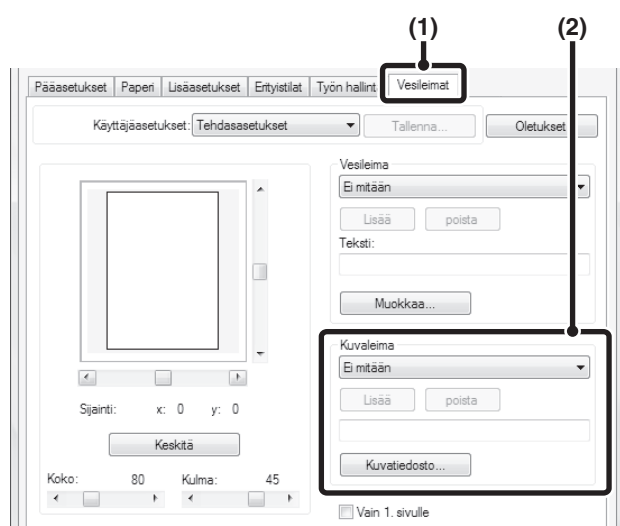 (1) (2)
Pääasetukset Paperi Lisäasetukset Erityistilat Työn hallint Vesileimat
Käyttäjäasetukset: Tehdasasetukset Tallenna... Oletukset
Vesileima
Ei mitään
Lisää poista
Teksti:
Muokkaa...
Kuvaleima
Ei mitään
Lisää poista
Kuvatiedosto...
Sijainti: x: 0 y: 0
Keskitä
Koko: 80 Kulma: 45
Vain 1. sivulle